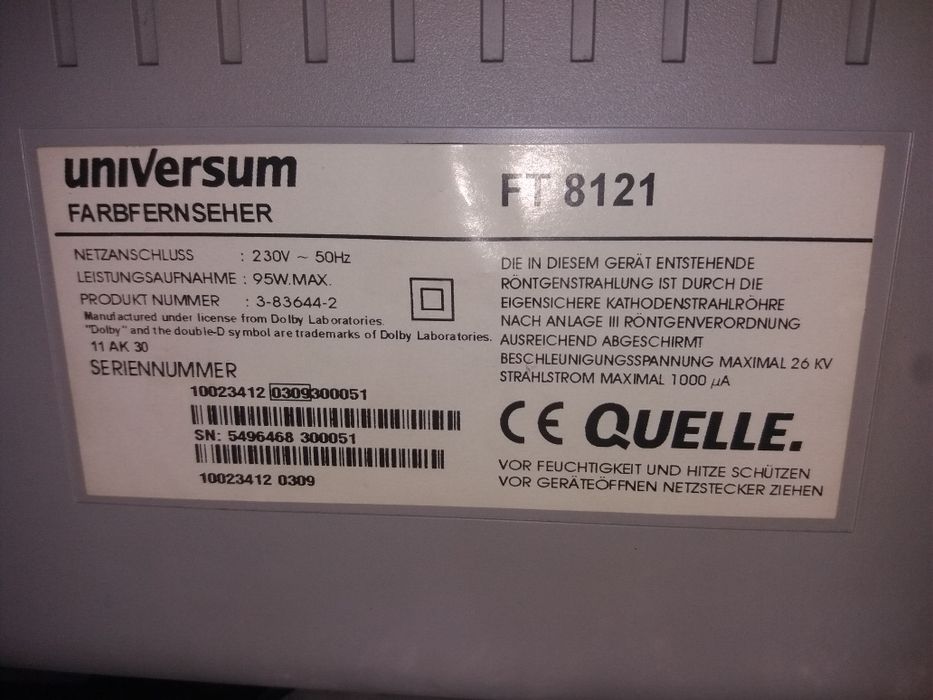 universum
FARBFERNSEHER
FT 8121
NETZANSCHLUSS : 230V ~ 50Hz
LEISTUNGSAUFNAHME : 95W.MAX.
PRODUKT NUMMER : 3-83644-2
Manufactured under license from Dolby Laboratories.
"Dolby" and the double-D symbol are trademarks of Dolby Laboratories.
11 AK 30
SERIENNUMMER
10023412 0309300051
SN: 5496468 300051
10023412 0309
DIE IN DIESEM GERÄT ENTSTEHENDE
RÖNTGENSTRAHLUNG IST DURCH DIE
EIGENSICHERE KATHODENSTRAHLRÖHRE
NACH ANLAGE III RÖNTGENVERORDNUNG
AUSREICHEND ABGESCHIRMT
BESCHLEUNIGUNGSSPANNUNG MAXIMAL 26 KV
STRAHLSTROM MAXIMAL 1000 µA
CE QUELLE.
VOR FEUCHTIGKEIT UND HITZE SCHÜTZEN
VOR GERÄTEÖFFNEN NETZSTECKER ZIEHEN